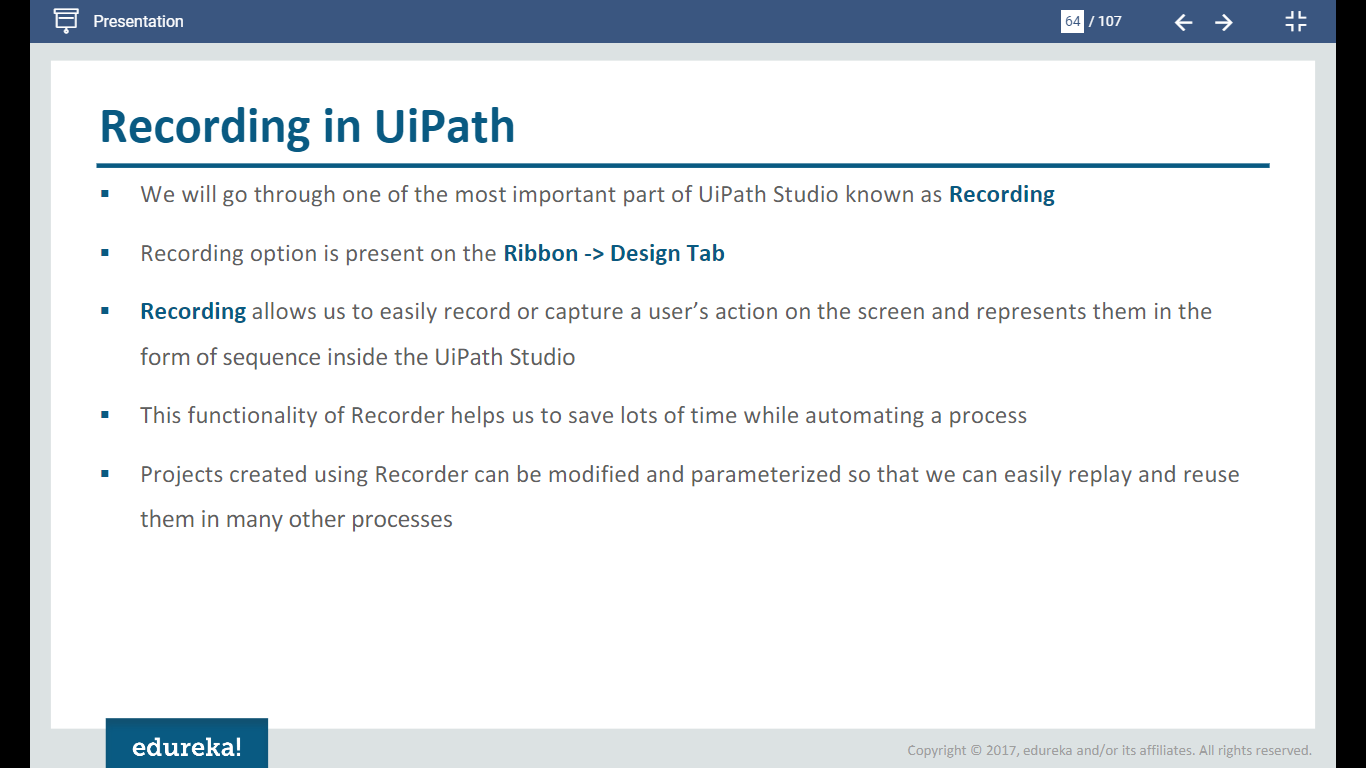 Presentation
64 / 107
Recording in UiPath
▪ We will go through one of the most important part of UiPath Studio known as Recording
▪ Recording option is present on the Ribbon -> Design Tab
▪ Recording allows us to easily record or capture a user’s action on the screen and represents them in the
form of sequence inside the UiPath Studio
▪ This functionality of Recorder helps us to save lots of time while automating a process
▪ Projects created using Recorder can be modified and parameterized so that we can easily replay and reuse
them in many other processes
edureka!
Copyright © 2017, edureka and/or its affiliates. All rights reserved.